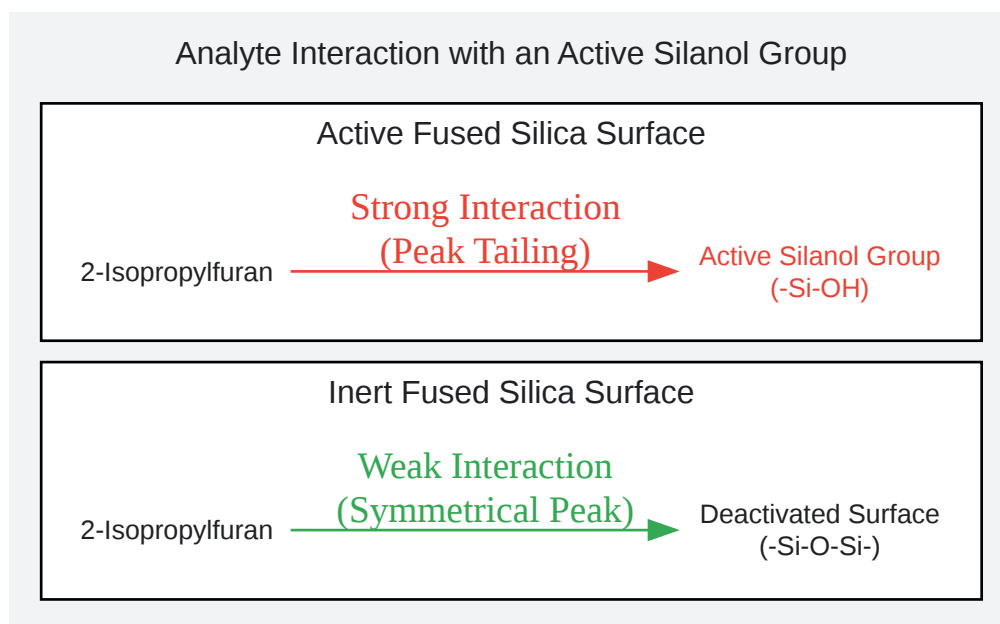 Analyte Interaction with an Active Silanol Group
Active Fused Silica Surface
Strong Interaction
(Peak Tailing)
2-Isopropylfuran
Active Silanol Group
(-Si-OH)
Inert Fused Silica Surface
Weak Interaction
(Symmetrical Peak)
2-Isopropylfuran
Deactivated Surface
(-Si-O-Si-)